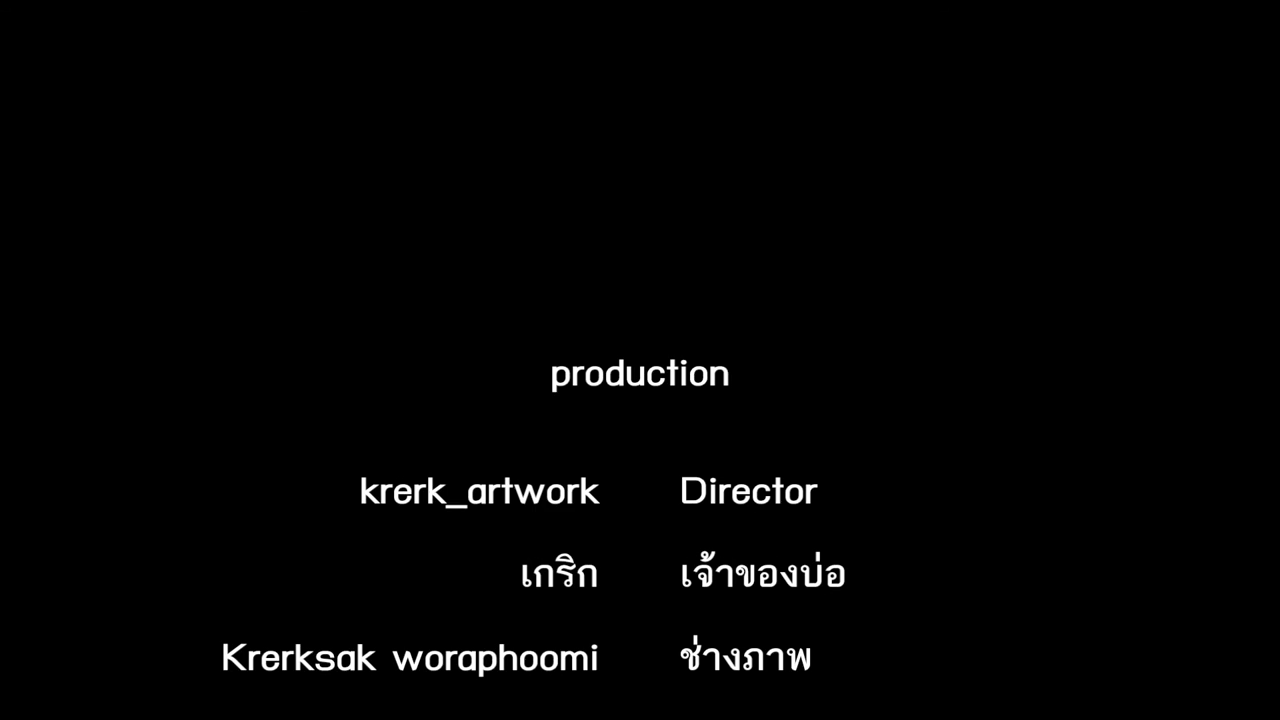 production
krerk_artwork Director
เกริก เจ้าของบ่อ
Krerksak woraphoomi ช่างภาพ